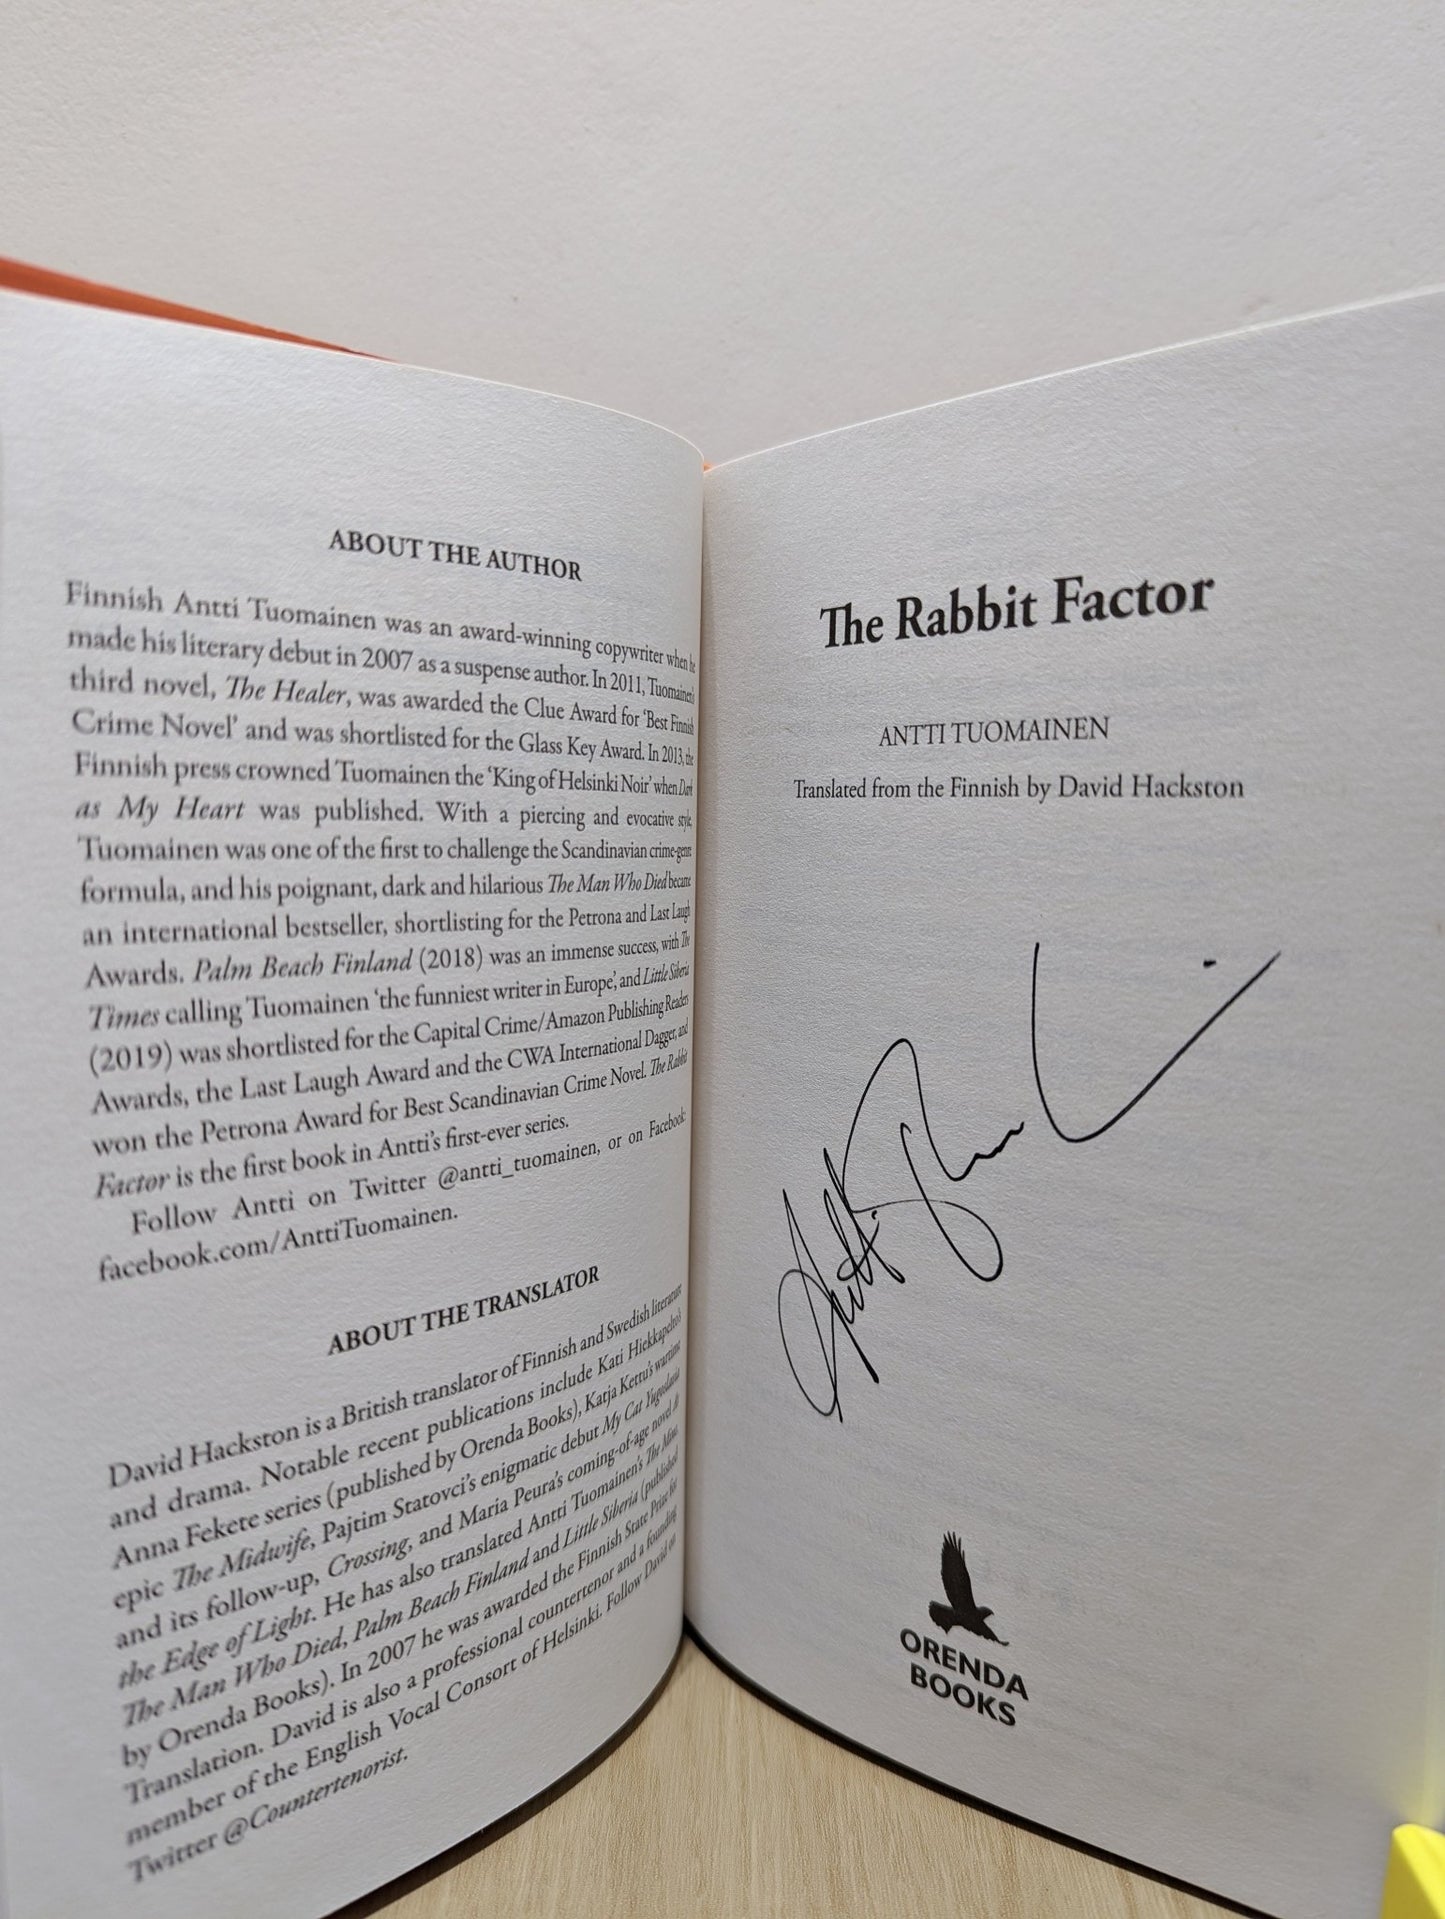 ABOUT THE AUTHOR
Finnish Antti Tuomainen was an award-winning copywriter when he
made his literary debut in 2007 as a suspense author. In 2011, Tuomainen's
third novel, The Healer, was awarded the Clue Award for 'Best Finnish
Crime Novel' and was shortlisted for the Glass Key Award. In 2013, the
Finnish press crowned Tuomainen the 'King of Helsinki Noir' when Dark
as My Heart was published. With a piercing and evocative style,
Tuomainen was one of the first to challenge the Scandinavian crime-genre
formula, and his poignant, dark and hilarious The Man Who Died became
an international bestseller, shortlisting for the Petrona and Last Laugh
Awards. Palm Beach Finland (2018) was an immense success, with The
Times calling Tuomainen 'the funniest writer in Europe', and Little Siberia
(2019) was shortlisted for the Capital Crime/Amazon Publishing Readers
Awards, the Last Laugh Award and the CWA International Dagger, and
won the Petrona Award for Best Scandinavian Crime Novel. The Rabbit
Factor is the first book in Antti's first-ever series.
Follow Antti on Twitter @antti_tuomainen, or on Facebook:
facebook.com/AnttiTuomainen.
ABOUT THE TRANSLATOR
David Hackston is a British translator of Finnish and Swedish literature
and drama. Notable recent publications include Kati Hiekkapelto's
Anna Fekete series (published by Orenda Books), Katja Kettu's wartime
epic The Midwife, Pajtim Statovci's enigmatic debut My Cat Yugoslavia
and its follow-up, Crossing, and Maria Peura's coming-of-age novel At
the Edge of Light. He has also translated Antti Tuomainen's The Mine,
The Man Who Died, Palm Beach Finland and Little Siberia (published
by Orenda Books). In 2007 he was awarded the Finnish State Prize for
Translation. David is also a professional countertenor and a founding
member of the English Vocal Consort of Helsinki. Follow David on
Twitter @Countertenorist.
The Rabbit Factor
ANTTI TUOMAINEN
Translated from the Finnish by David Hackston
ORENDA
BOOKS